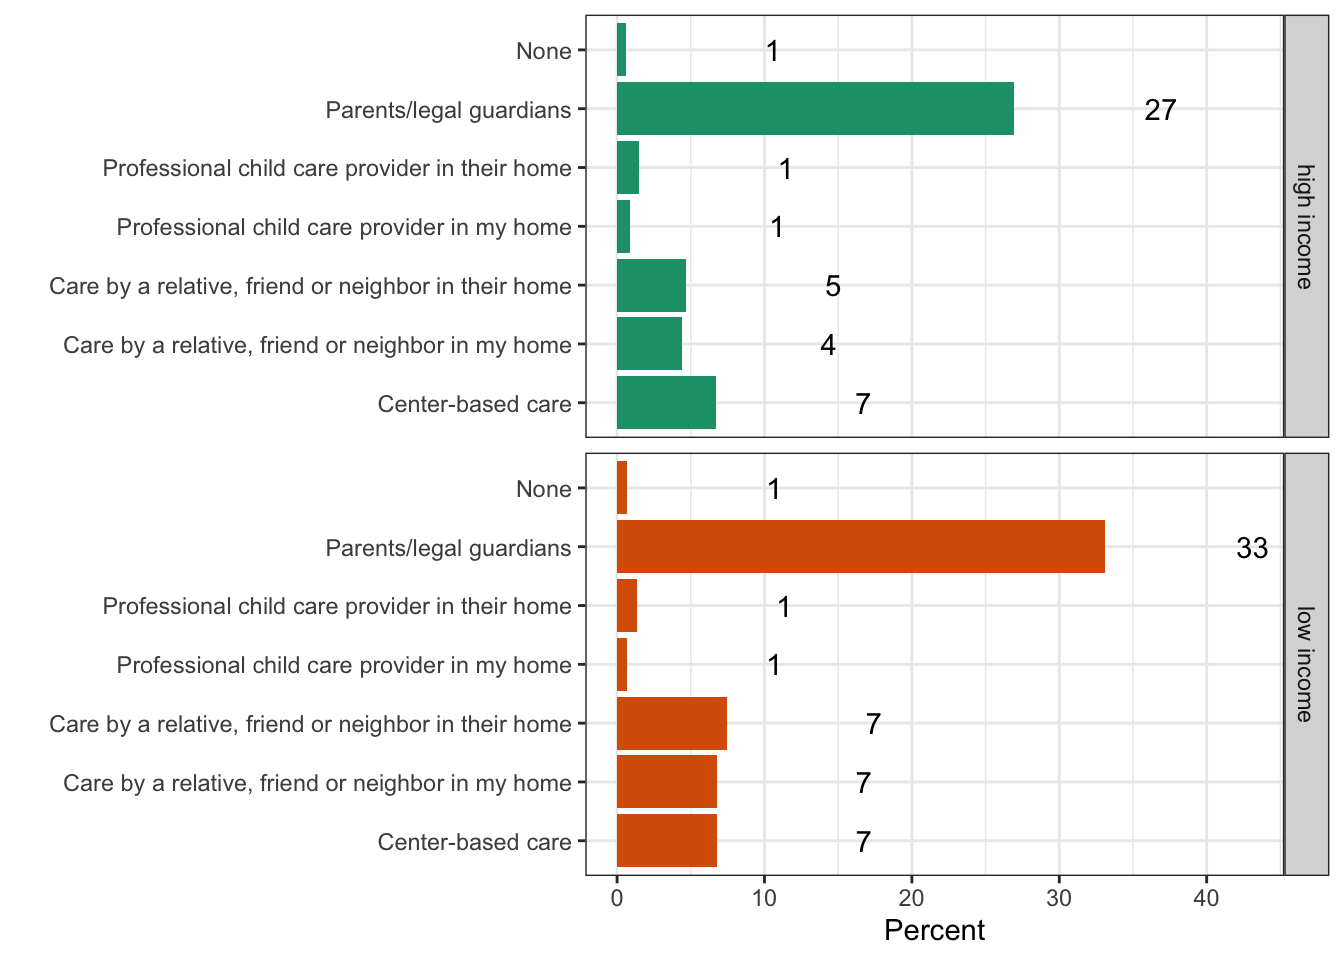 None 1
Parents/legal guardians 27
Professional child care provider in their home 1
Professional child care provider in my home 1
Care by a relative, friend or neighbor in their home 5
Care by a relative, friend or neighbor in my home 4
Center-based care 7
high income
None 1
Parents/legal guardians 33
Professional child care provider in their home 1
Professional child care provider in my home 1
Care by a relative, friend or neighbor in their home 7
Care by a relative, friend or neighbor in my home 7
Center-based care 7
low income
0 10 20 30 40
Percent